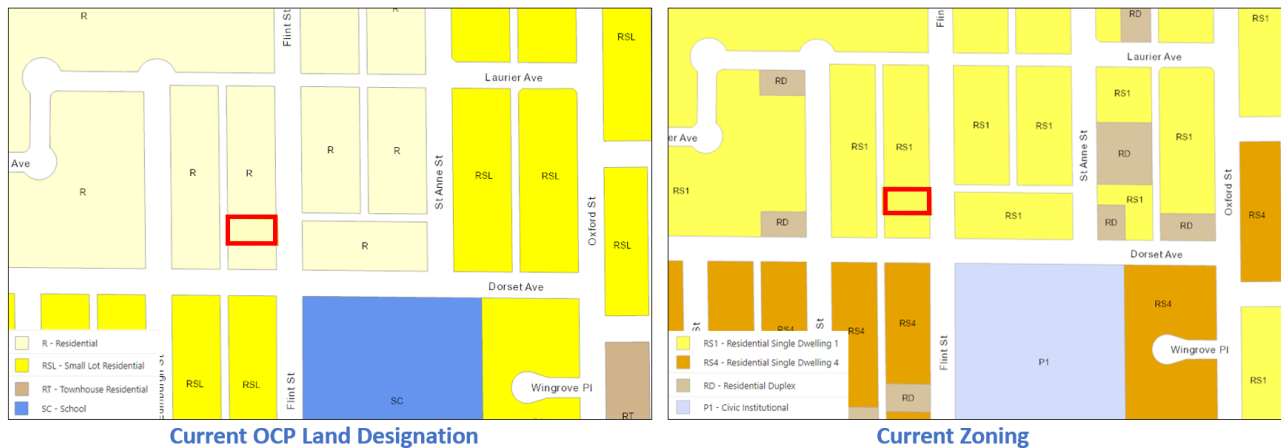 R
Flint St
R
R
RSL
RSL
RSL
Laurier Ave
Ave
R
R
R
R
R
St Anne St
RSL
RSL
Oxford St
RSL
R
Dorset Ave
RSL
RSL
Flint St
SC
Wingrove Pl
RT
R - Residential
RSL - Small Lot Residential
RT - Townhouse Residential
SC - School
Current OCP Land Designation
RD
RS1
Laurier Ave
RD
RS1
RS1
RS1
RS1
RS1
RS1
RD
RS1
St Anne St
Oxford St
RS4
er Ave
RS1
RD
RS1
RS1
RD
RD
Dorset Ave
RS4
RS4
RS4
Flint St
P1
RD
Wingrove Pl
RS1
RS1 - Residential Single Dwelling 1
RS4 - Residential Single Dwelling 4
RD - Residential Duplex
P1 - Civic Institutional
Current Zoning